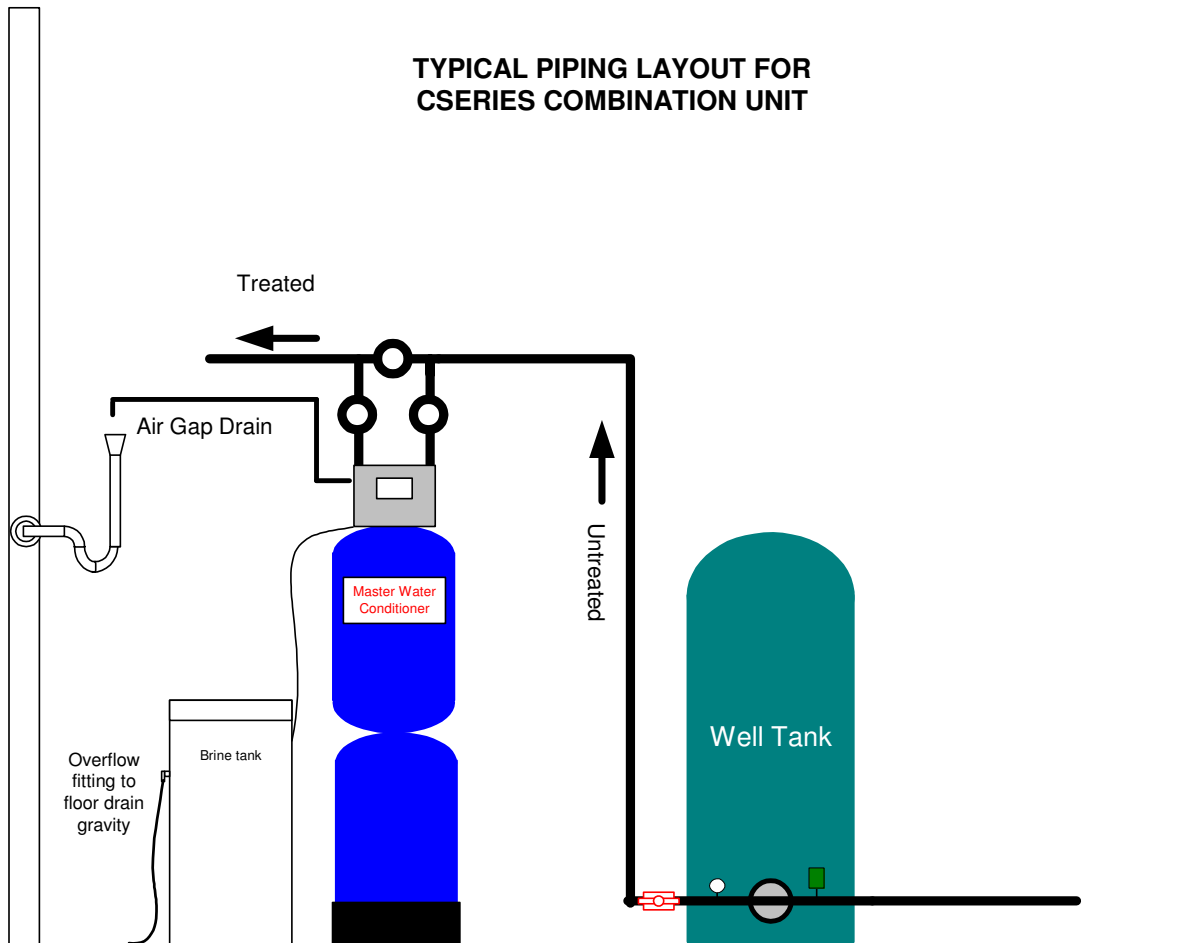 TYPICAL PIPING LAYOUT FOR
CSERIES COMBINATION UNIT
Treated
Air Gap Drain
Untreated
Master Water
Conditioner
Well Tank
Brine tank
Overflow
fitting to
floor drain
gravity